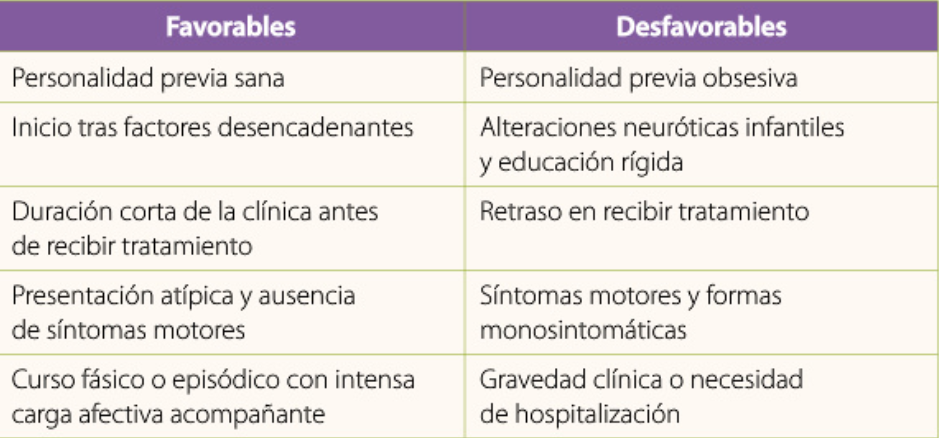 Favorables Desfavorables
Personalidad previa sana Personalidad previa obsesiva
Inicio tras factores desencadenantes Alteraciones neuróticas infantiles
y educación rígida
Duración corta de la clínica antes Retraso en recibir tratamiento
de recibir tratamiento
Presentación atípica y ausencia Síntomas motores y formas
de síntomas motores monosintomáticas
Curso fásico o episódico con intensa Gravedad clínica o necesidad
carga afectiva acompañante de hospitalización